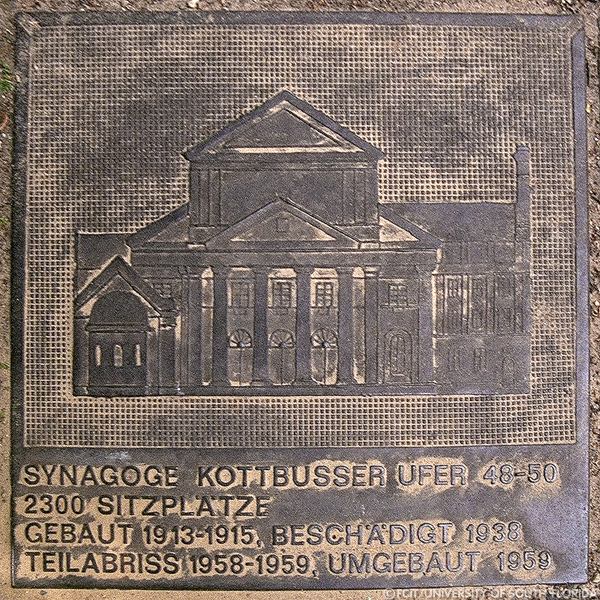 SYNAGOGE KOTTBUSSER UFER 48-50
2300 SITZPLÄTZE
GEBAUT 1913-1915, BESCHÄDIGT 1938
TEILABRISS 1958-1959, UMGEBAUT 1959
©FCIT/UNIVERSITY OF SOUTH FLORIDA